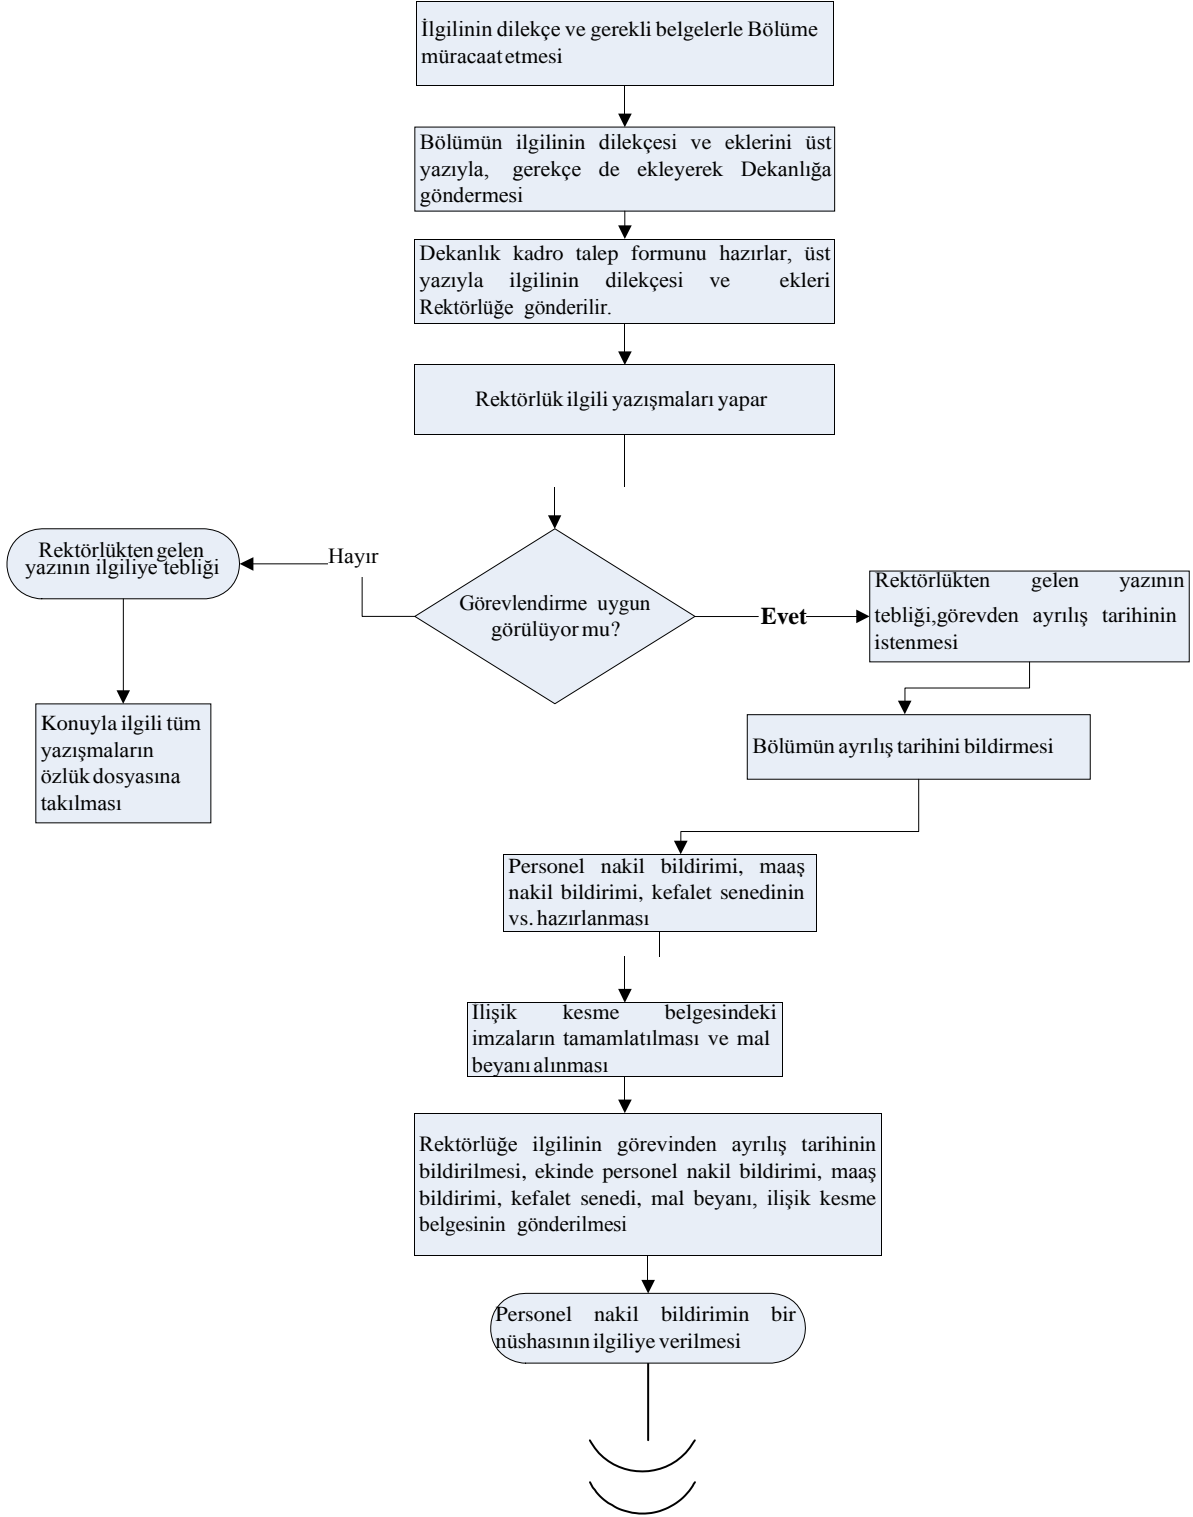 İlgilinin dilekçe ve gerekli belgelerle Bölüme
müracaat etmesi
Bölümün ilgilinin dilekçesi ve eklerini üst
yazıyla, gerekçe de ekleyerek Dekanlığa
göndermesi
Dekanlık kadro talep formunu hazırlar, üst
yazıyla ilgilinin dilekçesi ve ekleri
Rektörlüğe gönderilir.
Rektörlük ilgili yazışmaları yapar
Görevlendirme uygun
görülüyor mu?
Hayır
Rektörlükten gelen
yazının ilgiliye tebliği
Konuyla ilgili tüm
yazışmaların
özlük dosyasına
takılması
Evet
Rektörlükten gelen yazının
tebliği,görevden ayrılış tarihinin
istenmesi
Bölümün ayrılış tarihini bildirmesi
Personel nakil bildirimi, maaş
nakil bildirimi, kefalet senedinin
vs. hazırlanması
Ilişik kesme belgesindeki
imzaların tamamlatılması ve mal
beyanı alınması
Rektörlüğe ilgilinin görevinden ayrılış tarihinin
bildirilmesi, ekinde personel nakil bildirimi, maaş
bildirimi, kefalet senedi, mal beyanı, ilişik kesme
belgesinin gönderilmesi
Personel nakil bildirimin bir
nüshasının ilgiliye verilmesi